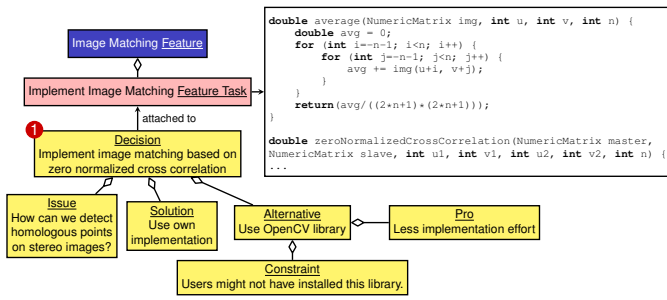 Image Matching Feature
Implement Image Matching Feature Task
attached to
1
Decision
Implement image matching based on
zero normalized cross correlation
Issue
How can we detect
homologous points
on stereo images?
Solution
Use own
implementation
Alternative
Use OpenCV library
Pro
Less implementation effort
Constraint
Users might not have installed this library.
double average(NumericMatrix img, int u, int v, int n) {
double avg = 0;
for (int i=-n-1; i<n; i++) {
for (int j=-n-1; j<n; j++) {
avg += img(u+i, v+j);
}
}
return(avg/((2*n+1)*(2*n+1)));
}
double zeroNormalizedCrossCorrelation(NumericMatrix master,
NumericMatrix slave, int u1, int v1, int u2, int v2, int n) {
...